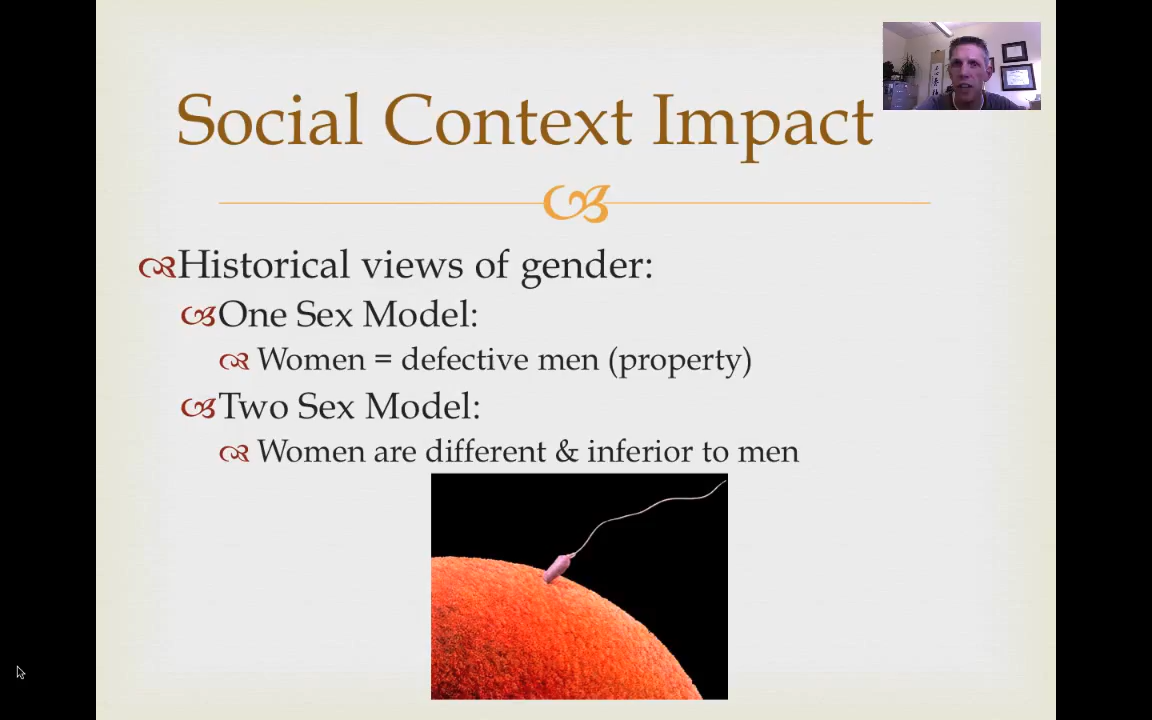 Social Context Impact
Historical views of gender:
One Sex Model:
Women = defective men (property)
Two Sex Model:
Women are different & inferior to men